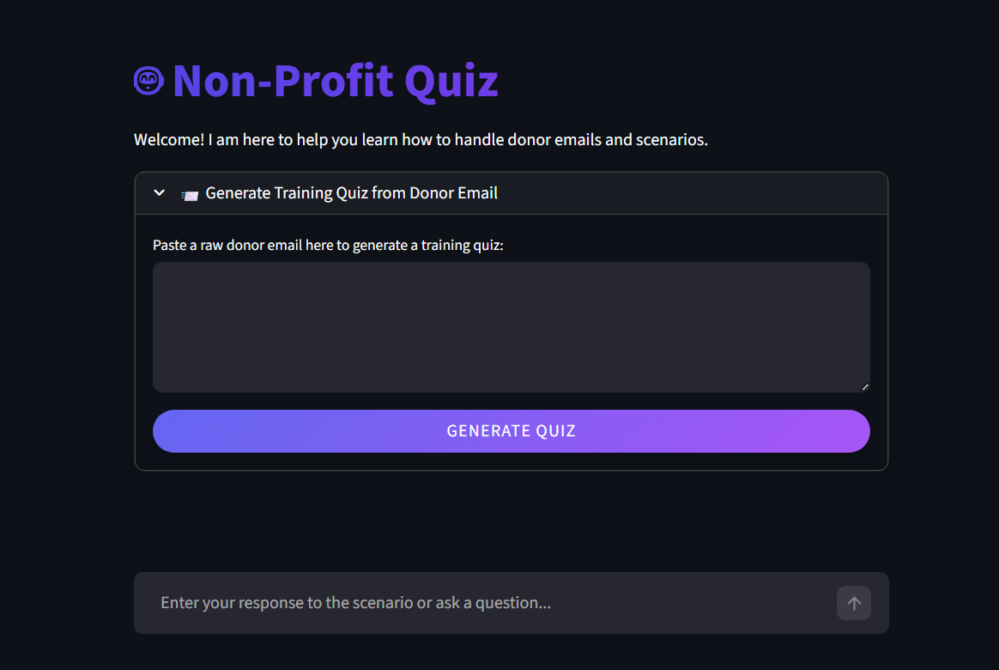 Non-Profit Quiz
Welcome! I am here to help you learn how to handle donor emails and scenarios.
Generate Training Quiz from Donor Email
Paste a raw donor email here to generate a training quiz:
GENERATE QUIZ
Enter your response to the scenario or ask a question...